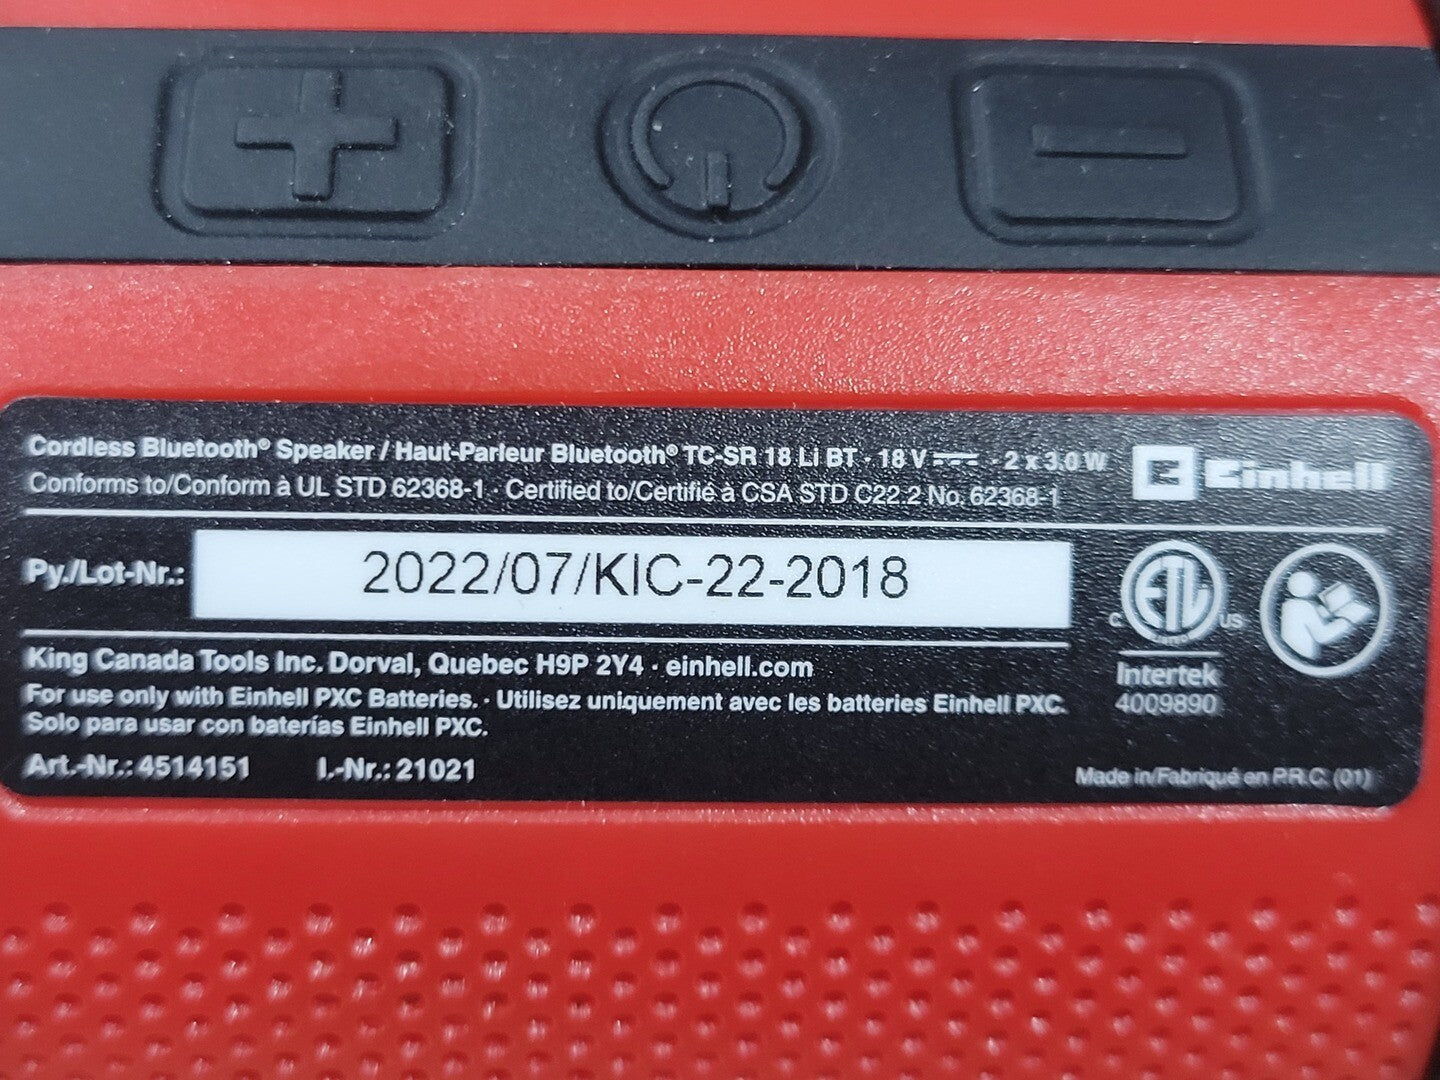 Cordless Bluetooth® Speaker / Haut-Parleur Bluetooth® TC-SR 18 Li BT · 18 V ⎓ · 2 x 3,0 W
Conforms to/Conform à UL STD 62368-1 · Certified to/Certifié à CSA STD C22.2 No. 62368-1
Einhell
Py./Lot-Nr.: 2022/07/KIC-22-2018
C ETL US
Intertek
4009890
King Canada Tools Inc. Dorval, Quebec H9P 2Y4 · einhell.com
For use only with Einhell PXC Batteries. · Utilisez uniquement avec les batteries Einhell PXC.
Solo para usar con baterías Einhell PXC.
Art.-Nr.: 4514151 I.-Nr.: 21021
Made in/Fabriqué en P.R.C. (01)